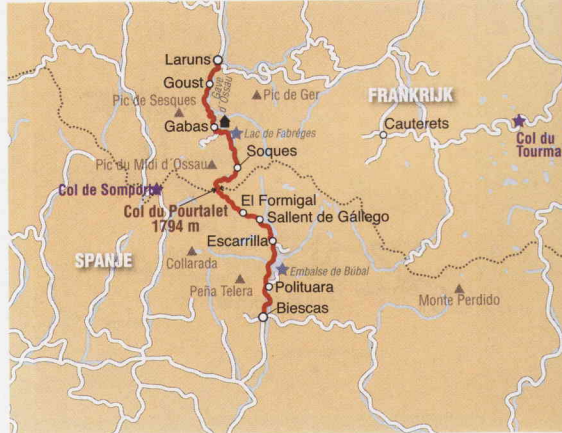 Laruns
Goust
Gave
d'Ossau
Pic de Ger
Pic de Sesques
FRANKRIJK
Gabas
Lac de Fabrèges
Cauterets
Col du
Tourma
Soques
Pic du Midi d'Ossau
Col de Somport
Col du Pourtalet
1794 m
El Formigal
Sallent de Gállego
Escarrilla
SPANJE
Collarada
Embalse de Búbal
Peña Telera
Polituara
Monte Perdido
Biescas